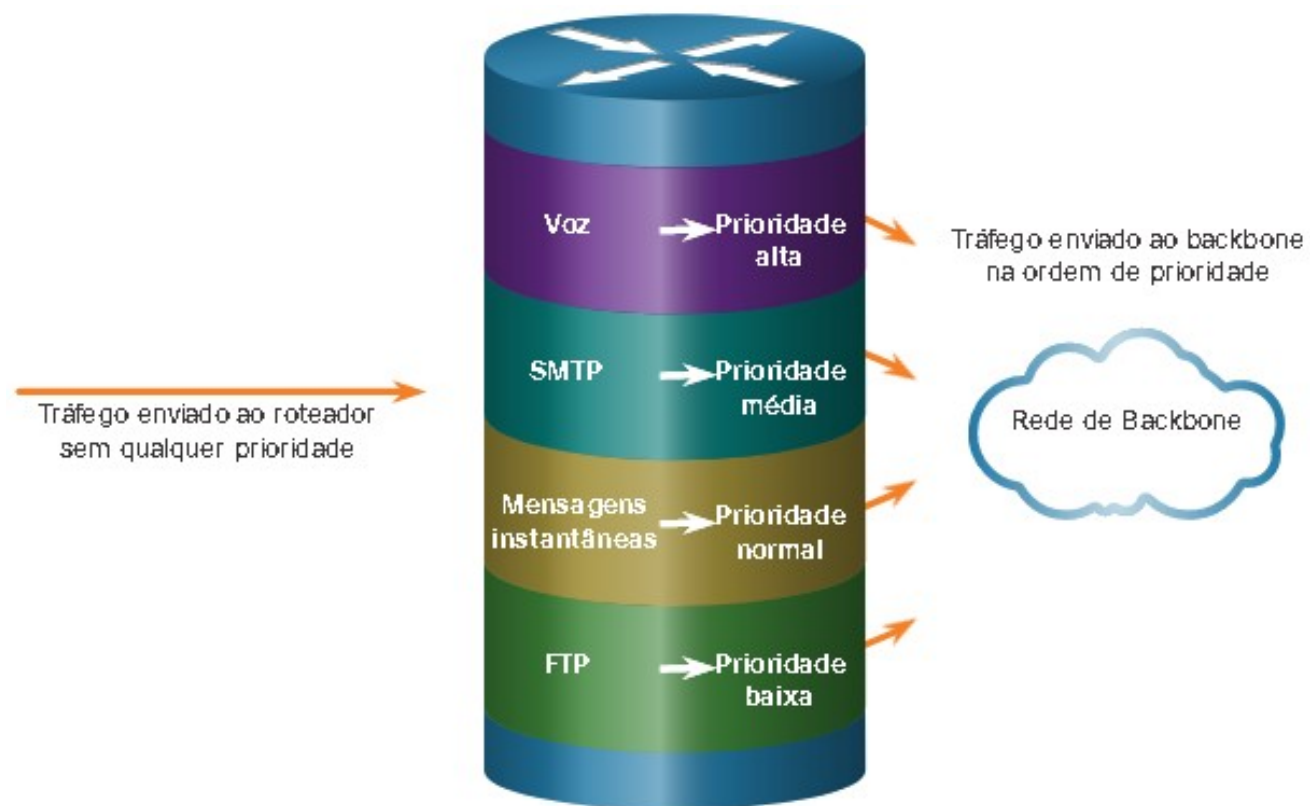 Tráfego enviado ao roteador
sem qualquer prioridade
Voz
Prioridade
alta
SMTP
Prioridade
média
Mensagens
instantâneas
Prioridade
normal
FTP
Prioridade
baixa
Tráfego enviado ao backbone
na ordem de prioridade
Rede de Backbone